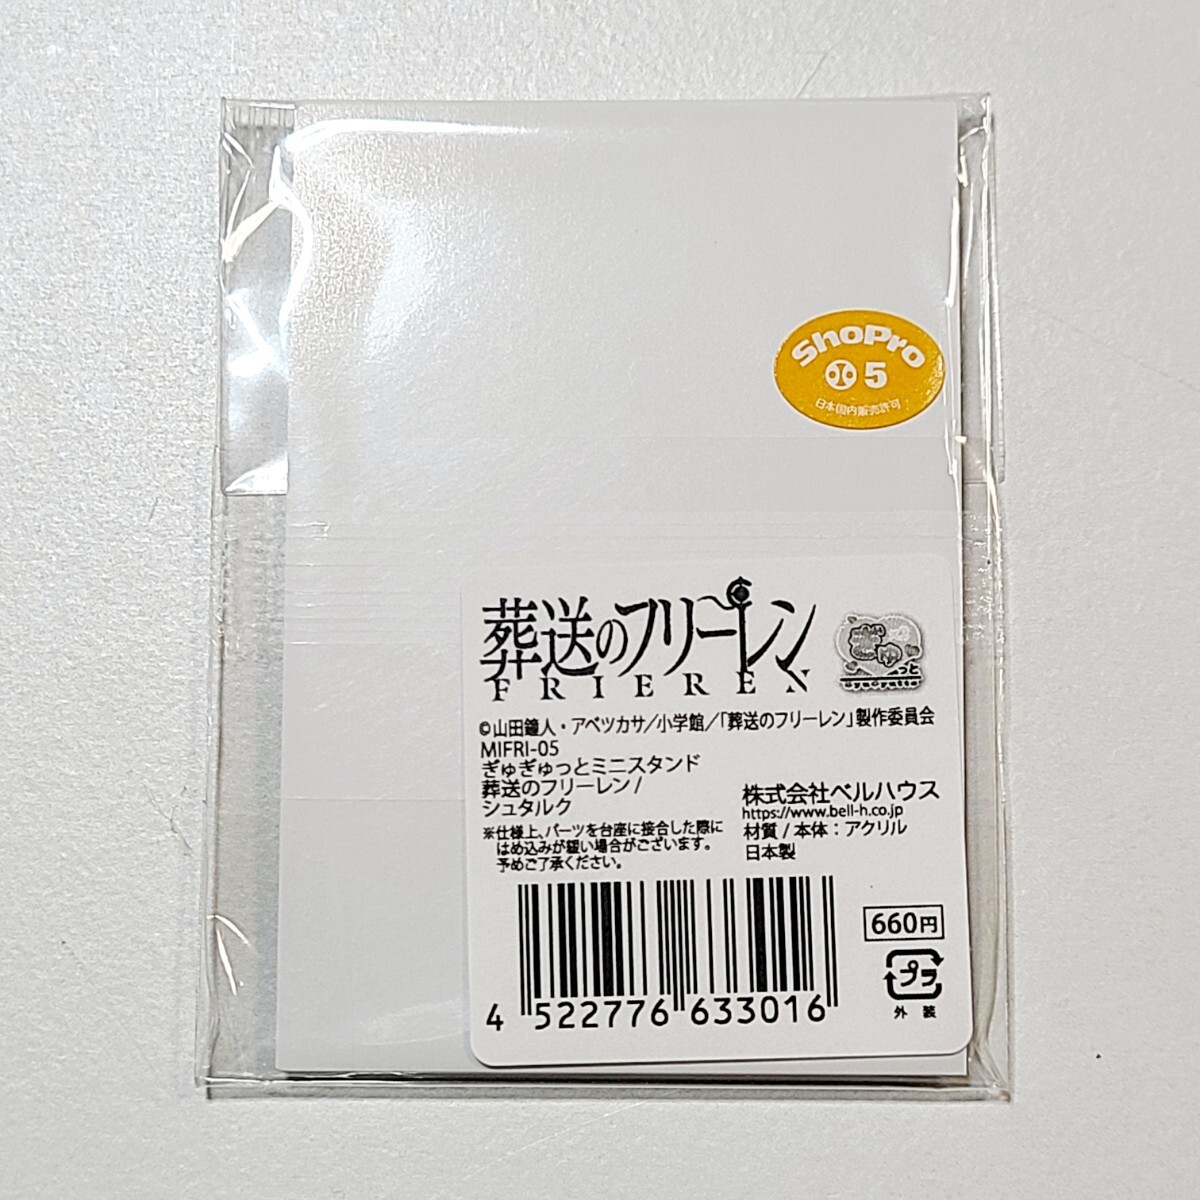 ShoPro
5
日本国内販売許可
葬送のフリーレン
FRIEREN
ぎゅぎゅっと
Gyugyutto
©山田鐘人・アベツカサ/小学館/「葬送のフリーレン」製作委員会
MIFRI-05
ぎゅぎゅっとミニスタンド
葬送のフリーレン/
シュタルク
※仕様上、パーツを台座に接合した際に
はめ込みが緩い場合がございます。
予めご了承ください。
株式会社ベルハウス
https://www.bell-h.co.jp
材質/本体:アクリル
日本製
4 522776 633016
660円
プラ
外装